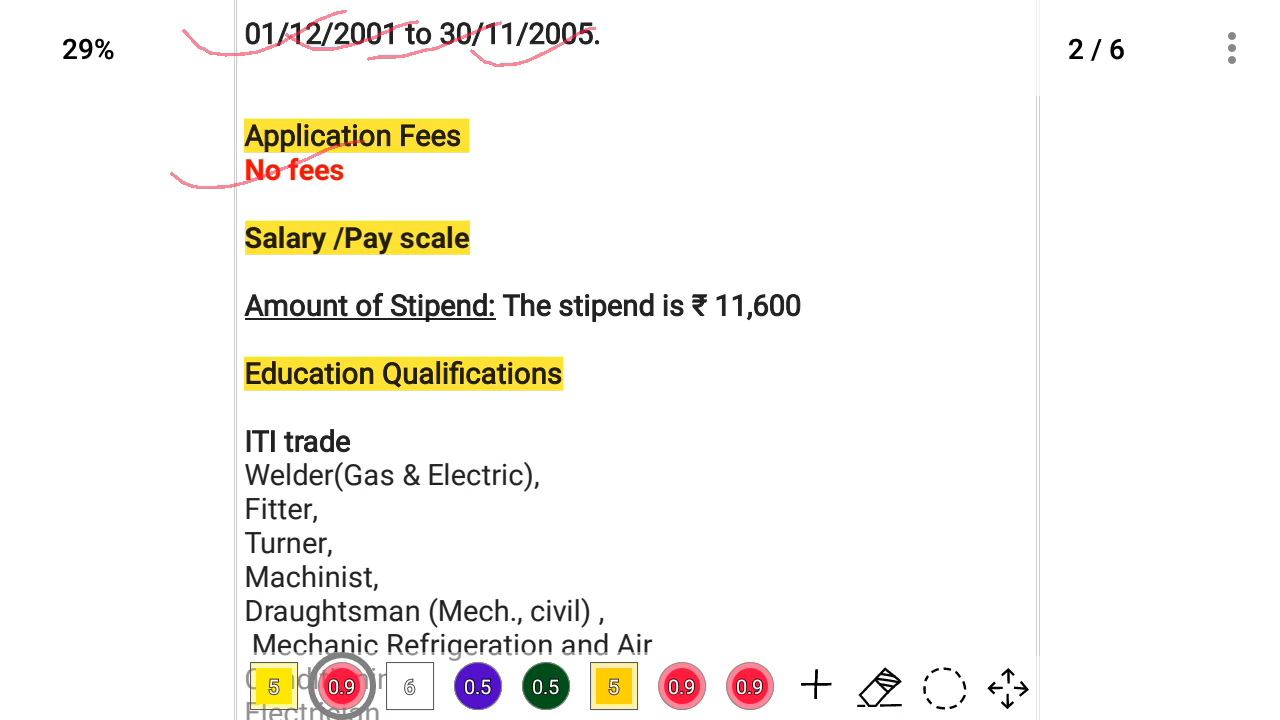 01/12/2001 to 30/11/2005.
29%
2 / 6
Application Fees
No fees
Salary /Pay scale
Amount of Stipend: The stipend is ₹ 11,600
Education Qualifications
ITI trade
Welder(Gas & Electric),
Fitter,
Turner,
Machinist,
Draughtsman (Mech., civil) ,
Mechanic Refrigeration and Air
5 0.9 6 0.5 0.5 5 0.9 0.9
Electrician